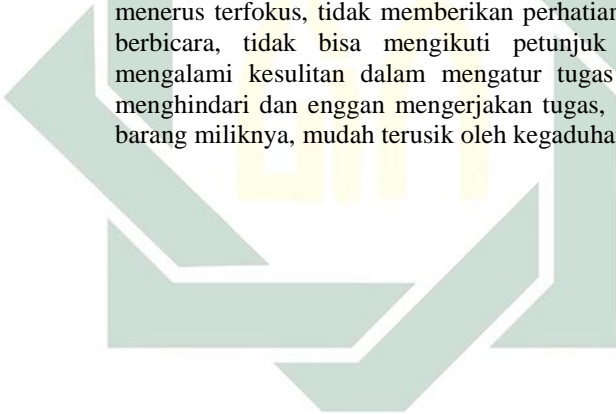 menerus terfokus, tidak memberikan perhatian
berbicara, tidak bisa mengikuti petunjuk
mengalami kesulitan dalam mengatur tugas
menghindari dan enggan mengerjakan tugas,
barang miliknya, mudah terusik oleh kegaduha